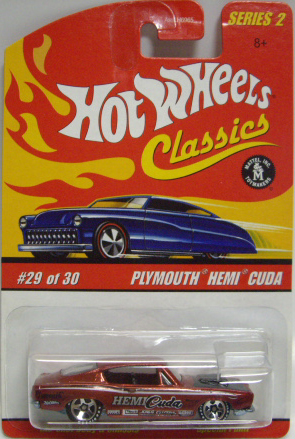 SERIES 2
8+
HOT WHEELS
Classics
MATTEL, INC.
TOYMAKERS
#29 of 30
PLYMOUTH® HEMI® CUDA
HEMI Cuda